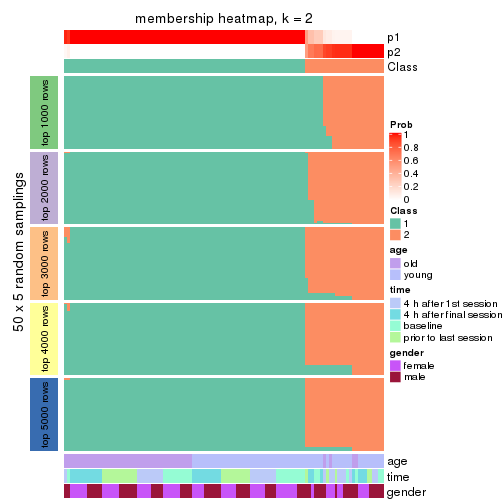 membership heatmap, k = 2
p1
p2
Class
50 x 5 random samplings
top 1000 rows
top 2000 rows
top 3000 rows
top 4000 rows
top 5000 rows
age
time
gender
Prob
1
0.8
0.6
0.4
0.2
0
Class
1
2
age
old
young
time
4 h after 1st session
4 h after final session
baseline
prior to last session
gender
female
male